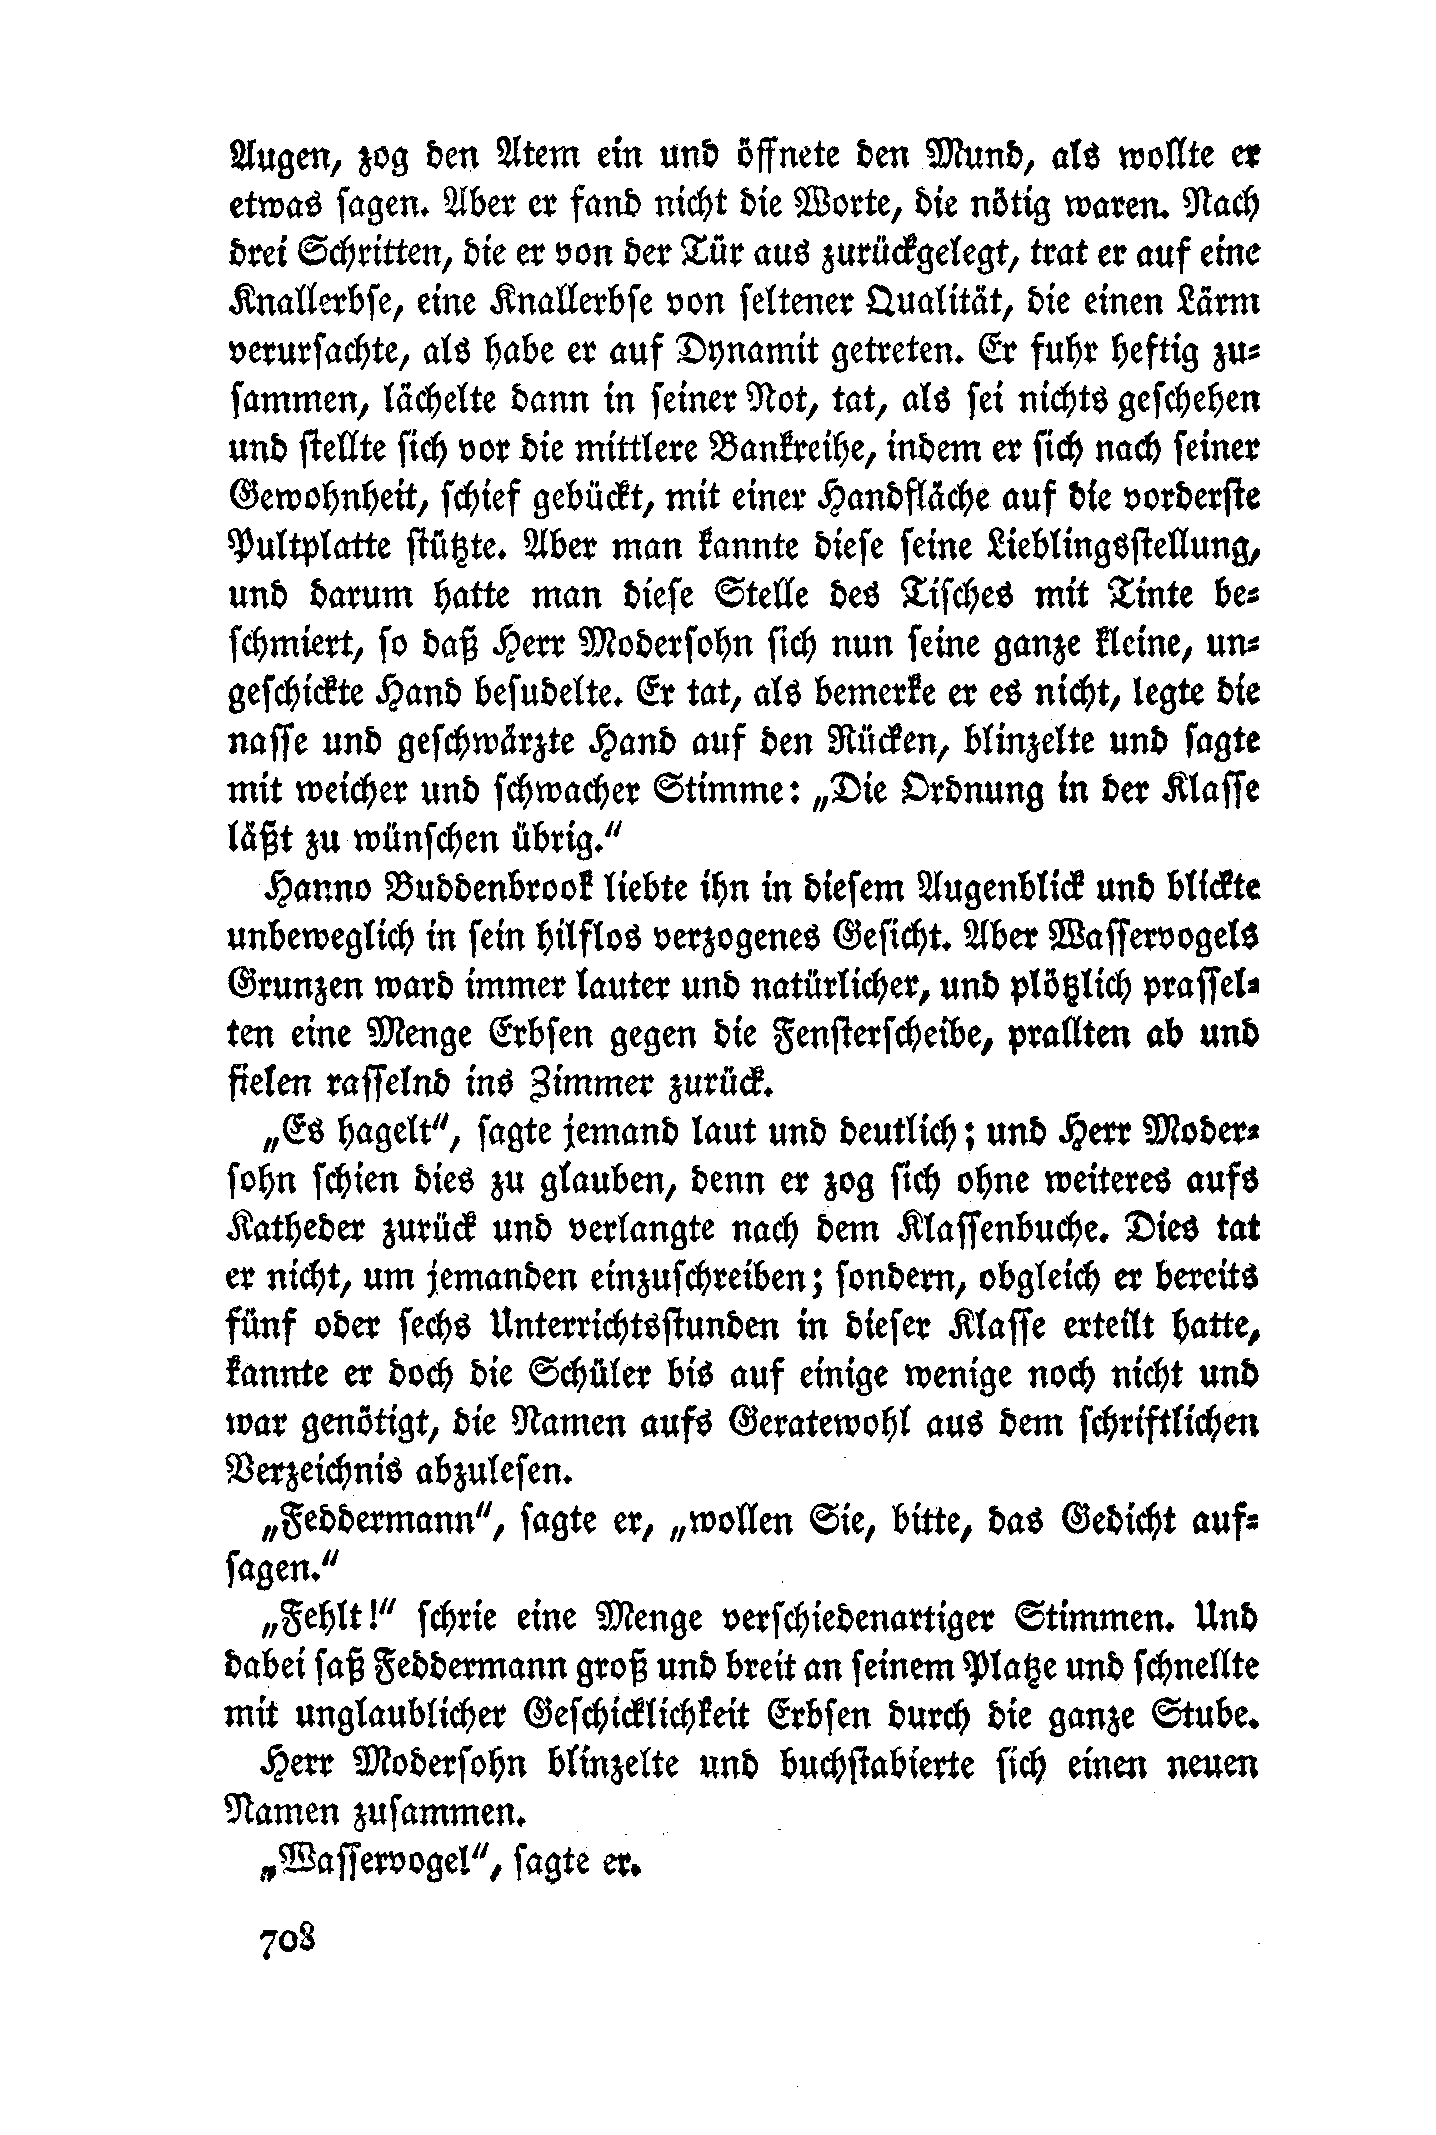 Augen, zog den Atem ein und öffnete den Mund, als wollte er
etwas sagen. Aber er fand nicht die Worte, die nötig waren. Nach
drei Schritten, die er von der Tür aus zurückgelegt, trat er auf eine
Knallerbse, eine Knallerbse von seltener Qualität, die einen Lärm
verursachte, als habe er auf Dynamit getreten. Er fuhr heftig zu-
sammen, lächelte dann in seiner Not, tat, als sei nichts geschehen
und stellte sich vor die mittlere Bankreihe, indem er sich nach seiner
Gewohnheit, schief gebückt, mit einer Handfläche auf die vorderste
Pultplatte stützte. Aber man kannte diese seine Lieblingsstellung,
und darum hatte man diese Stelle des Tisches mit Tinte be-
schmiert, so daß Herr Modersohn sich nun seine ganze kleine, un-
geschickte Hand besudelte. Er tat, als bemerke er es nicht, legte die
nasse und geschwärzte Hand auf den Rücken, blinzelte und sagte
mit weicher und schwacher Stimme: „Die Ordnung in der Klasse
läßt zu wünschen übrig.“
Hanno Buddenbrook liebte ihn in diesem Augenblick und blickte
unbeweglich in sein hilflos verzogenes Gesicht. Aber Wasservogels
Grunzen ward immer lauter und natürlicher, und plötzlich prassel-
ten eine Menge Erbsen gegen die Fensterscheibe, prallten ab und
fielen rasselnd ins Zimmer zurück.
„Es hagelt“, sagte jemand laut und deutlich; und Herr Moder-
sohn schien dies zu glauben, denn er zog sich ohne weiteres aufs
Katheder zurück und verlangte nach dem Klassenbuche. Dies tat
er nicht, um jemanden einzuschreiben; sondern, obgleich er bereits
fünf oder sechs Unterrichtsstunden in dieser Klasse erteilt hatte,
kannte er doch die Schüler bis auf einige wenige noch nicht und
war genötigt, die Namen aufs Geratewohl aus dem schriftlichen
Verzeichnis abzulesen.
„Feddermann“, sagte er, „wollen Sie, bitte, das Gedicht auf-
sagen.“
„Fehlt!“ schrie eine Menge verschiedenartiger Stimmen. Und
dabei saß Feddermann groß und breit an seinem Platze und schnellte
mit unglaublicher Geschicklichkeit Erbsen durch die ganze Stube.
Herr Modersohn blinzelte und buchstabierte sich einen neuen
Namen zusammen.
„Wasservogel“, sagte er.
708